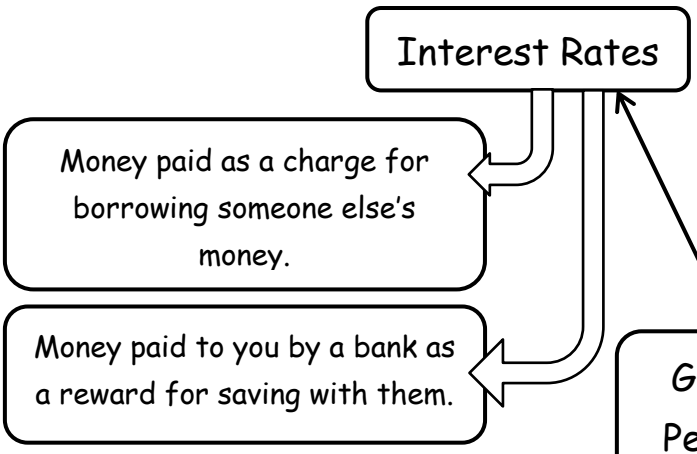 Interest Rates
Money paid as a charge for
borrowing someone else's
money.
Money paid to you by a bank as
a reward for saving with them.